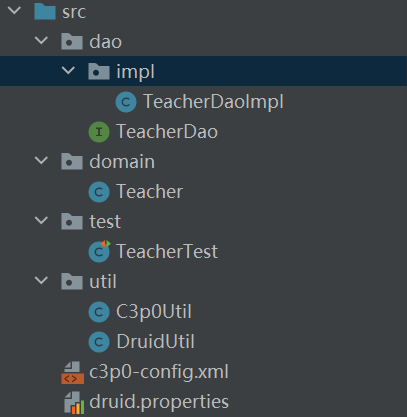 src
dao
impl
TeacherDaoImpl
TeacherDao
domain
Teacher
test
TeacherTest
util
C3p0Util
DruidUtil
c3p0-config.xml
druid.properties